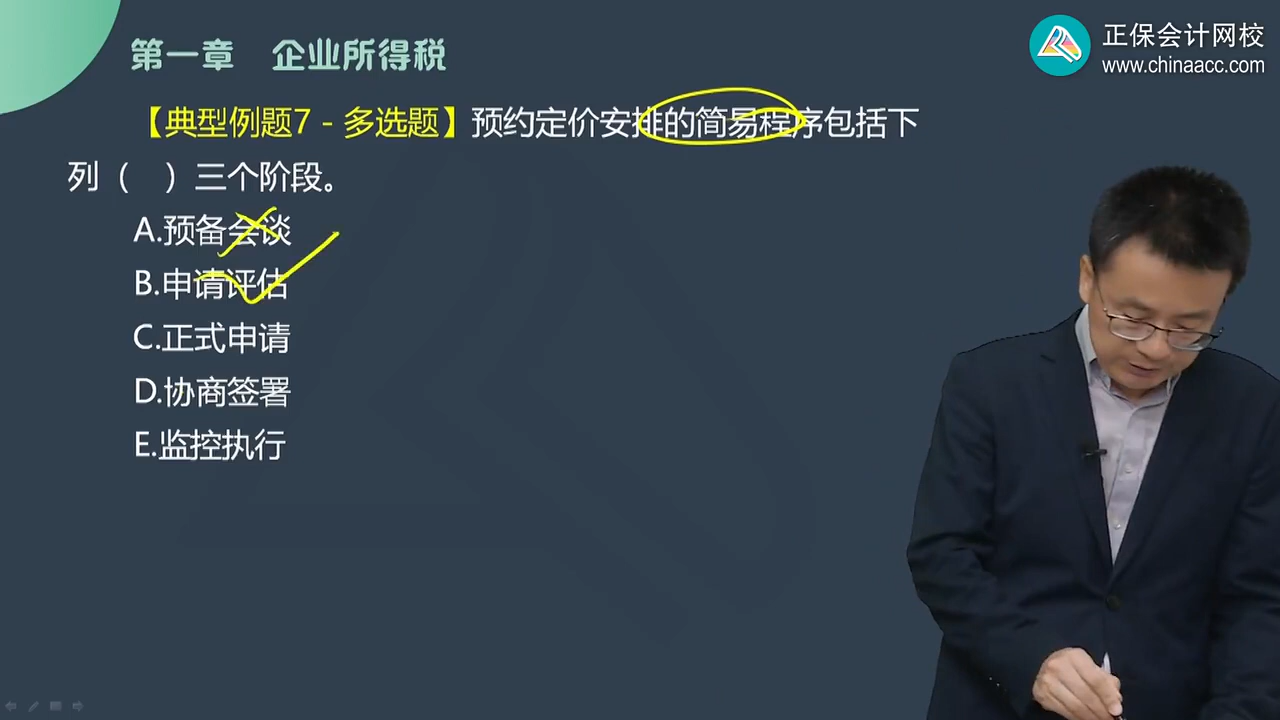 第一章 企业所得税
正保会计网校
www.chinaacc.com
【典型例题7-多选题】预约定价安排的简易程序包括下
列（ ）三个阶段。
A.预备会谈
B.申请评估
C.正式申请
D.协商签署
E.监控执行